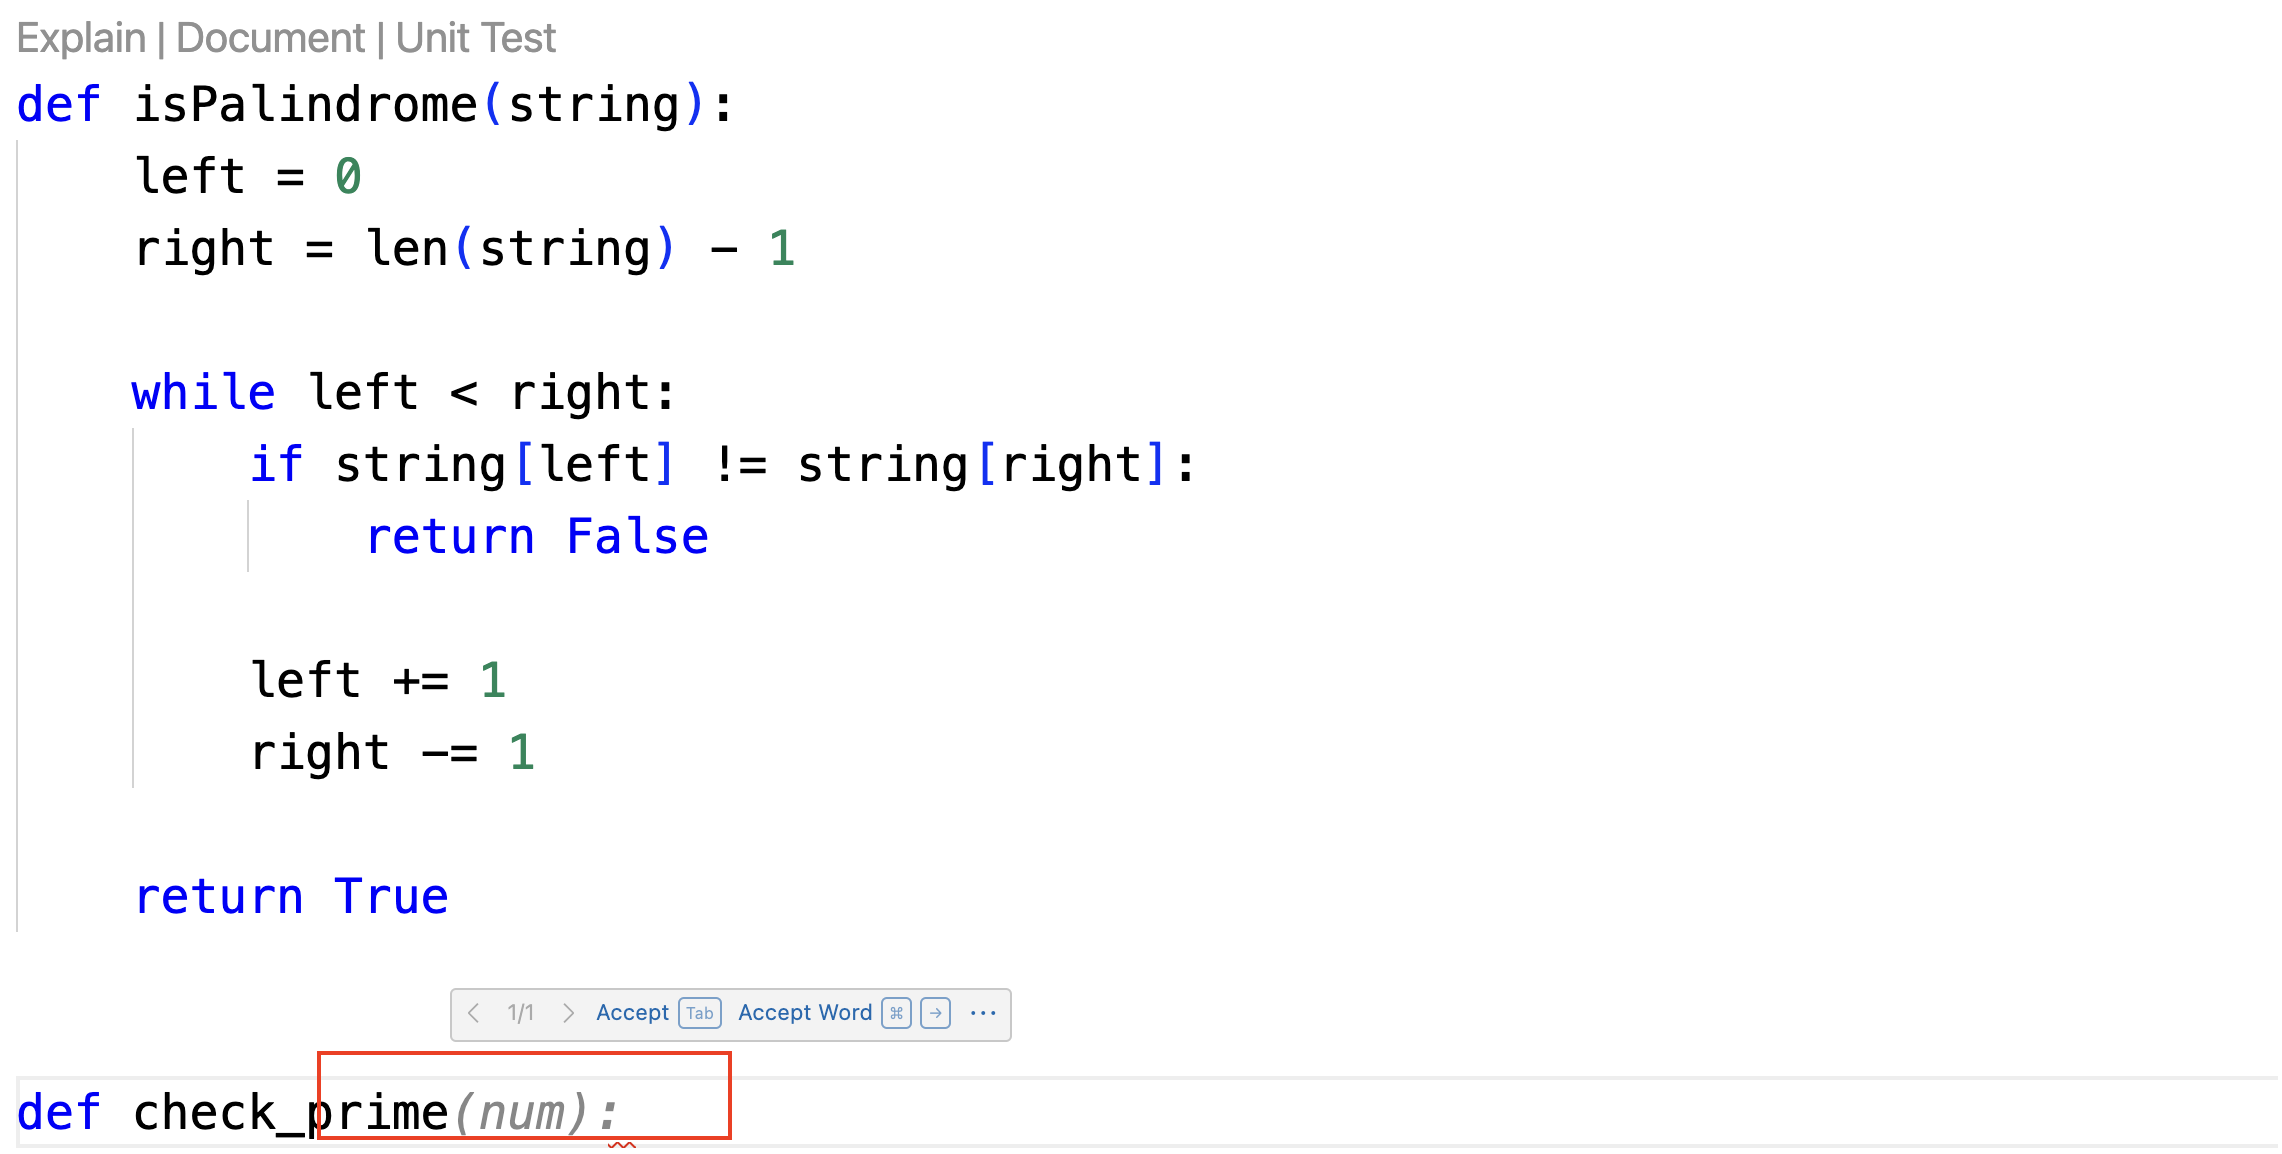 Explain | Document | Unit Test
def isPalindrome(string):
    left = 0
    right = len(string) - 1
    while left < right:
        if string[left] != string[right]:
            return False
        left += 1
        right -= 1
    return True
< 1/1 > Accept Tab Accept Word ⌘ → ···
def check_prime(num):